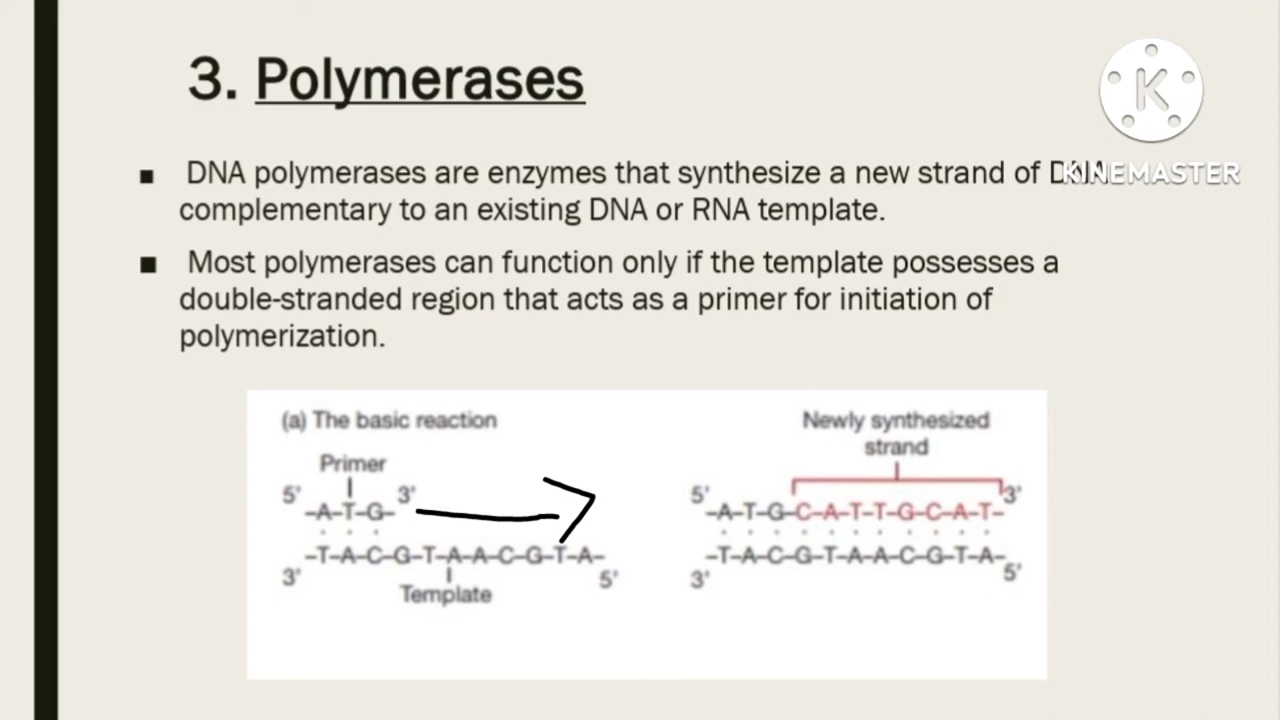 3. Polymerases
K
KINEMASTER
■ DNA polymerases are enzymes that synthesize a new strand of DNA
complementary to an existing DNA or RNA template.
■ Most polymerases can function only if the template possesses a
double-stranded region that acts as a primer for initiation of
polymerization.
(a) The basic reaction
Primer
5' 3'
-A-T-G-
-T-A-C-G-T-A-A-C-G-T-A-
3' 5'
Template
Newly synthesized
strand
5' 3'
-A-T-G-C-A-T-T-G-C-A-T-
-T-A-C-G-T-A-A-C-G-T-A-
3' 5'